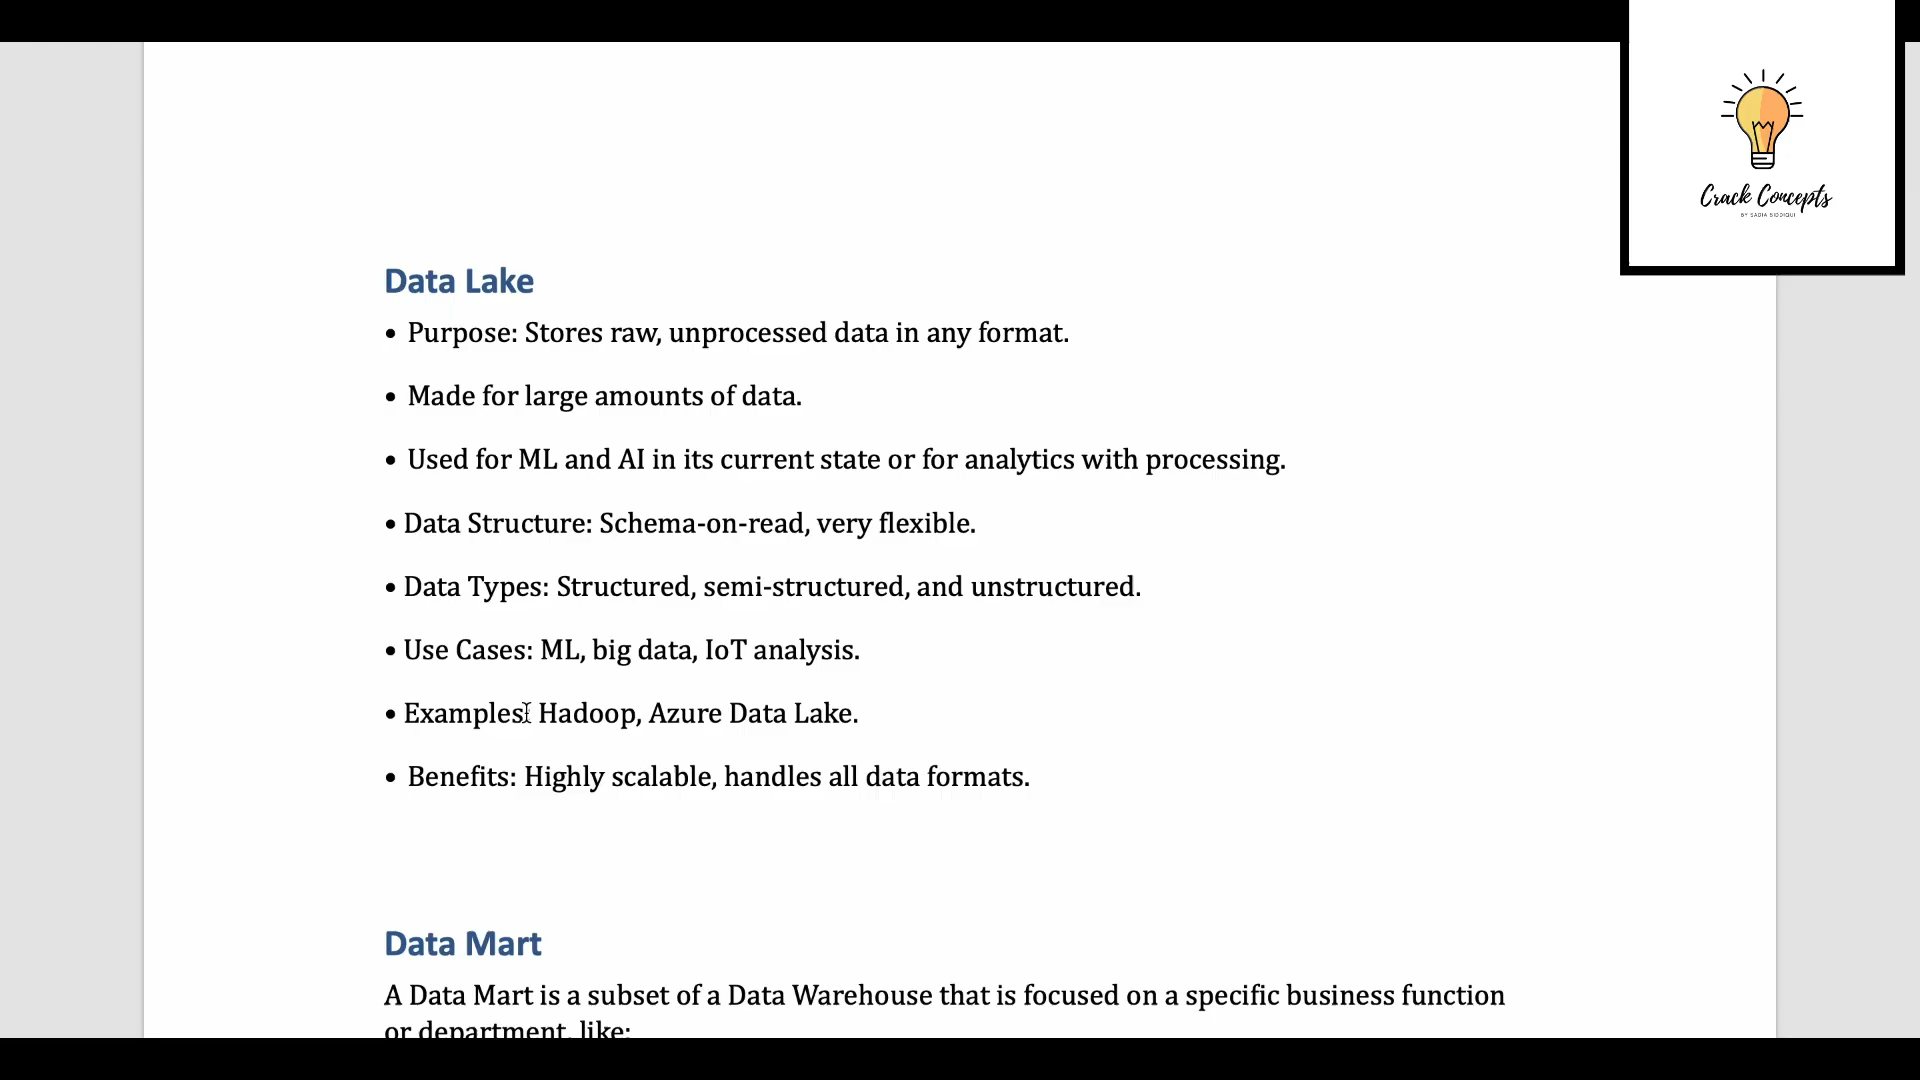 Crack Concepts
BY SADIA SIDDIQUI
Data Lake
• Purpose: Stores raw, unprocessed data in any format.
• Made for large amounts of data.
• Used for ML and AI in its current state or for analytics with processing.
• Data Structure: Schema-on-read, very flexible.
• Data Types: Structured, semi-structured, and unstructured.
• Use Cases: ML, big data, IoT analysis.
• Examples: Hadoop, Azure Data Lake.
• Benefits: Highly scalable, handles all data formats.
Data Mart
A Data Mart is a subset of a Data Warehouse that is focused on a specific business function
or department, like: